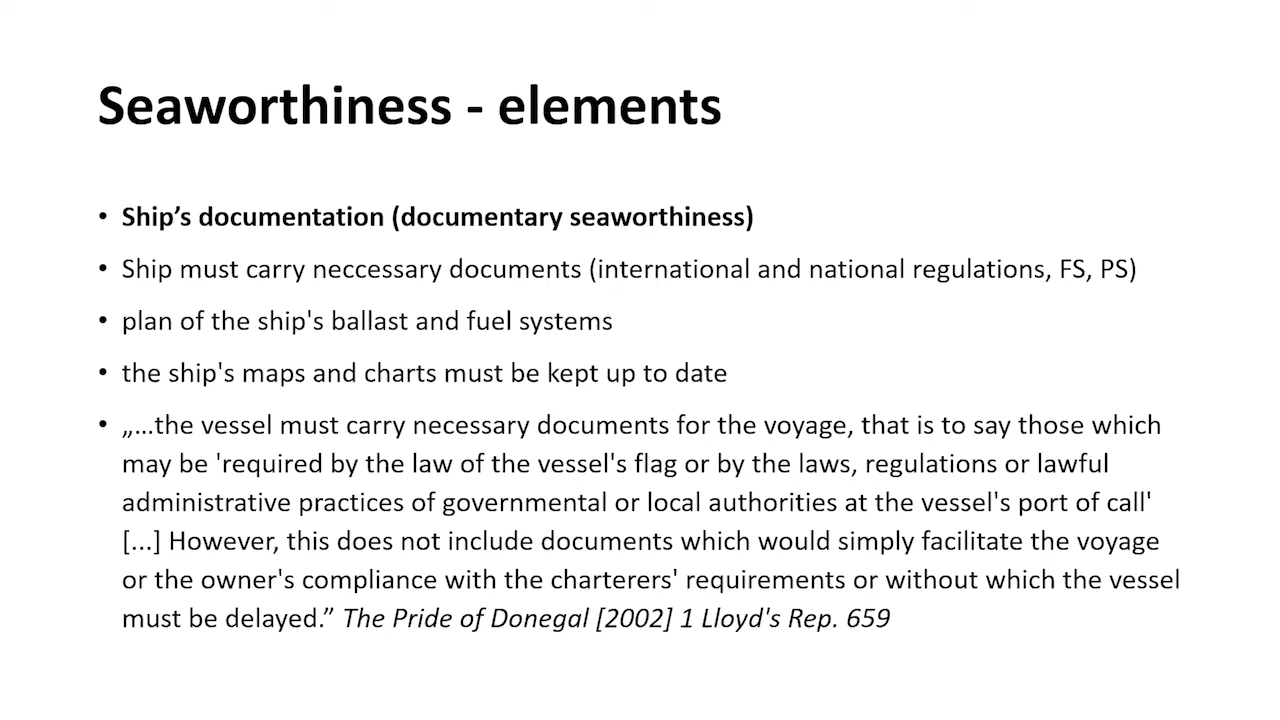 Seaworthiness - elements
• Ship’s documentation (documentary seaworthiness)
• Ship must carry neccessary documents (international and national regulations, FS, PS)
• plan of the ship's ballast and fuel systems
• the ship's maps and charts must be kept up to date
• „…the vessel must carry necessary documents for the voyage, that is to say those which
may be 'required by the law of the vessel's flag or by the laws, regulations or lawful
administrative practices of governmental or local authorities at the vessel's port of call'
[...] However, this does not include documents which would simply facilitate the voyage
or the owner's compliance with the charterers' requirements or without which the vessel
must be delayed.” The Pride of Donegal [2002] 1 Lloyd's Rep. 659